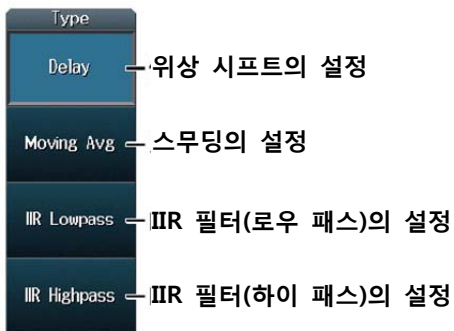 Type
Delay 위상 시프트의 설정
Moving Avg 스무딩의 설정
IIR Lowpass IIR 필터(로우 패스)의 설정
IIR Highpass IIR 필터(하이 패스)의 설정